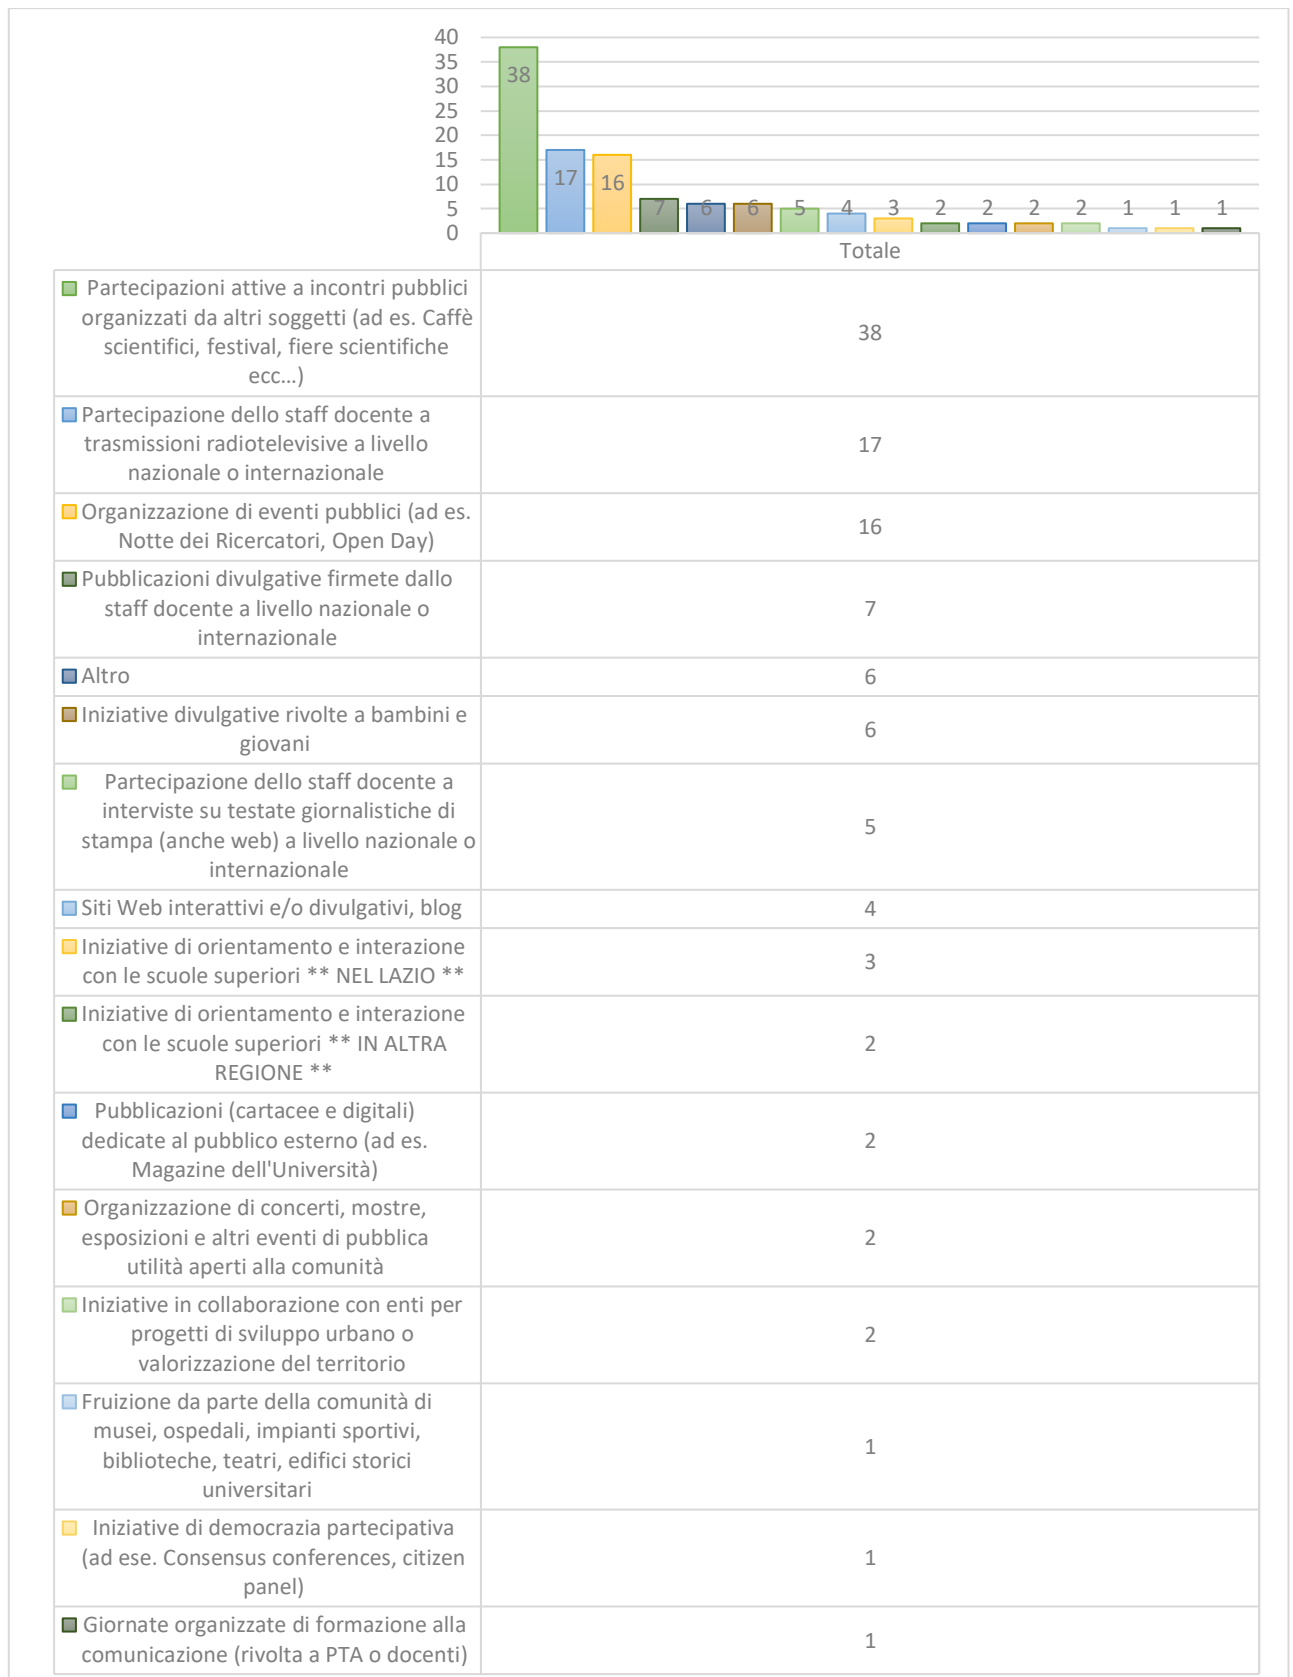 40
35
30
25
20
15
10
5
0
38
17
16
7
6
6
5
4
3
2
2
2
2
1
1
1
Totale
Partecipazioni attive a incontri pubblici
organizzati da altri soggetti (ad es. Caffè
scientifici, festival, fiere scientifiche
ecc...)
38
Partecipazione dello staff docente a
trasmissioni radiotelevisive a livello
nazionale o internazionale
17
Organizzazione di eventi pubblici (ad es.
Notte dei Ricercatori, Open Day)
16
Pubblicazioni divulgative firmete dallo
staff docente a livello nazionale o
internazionale
7
Altro
6
Iniziative divulgative rivolte a bambini e
giovani
6
Partecipazione dello staff docente a
interviste su testate giornalistiche di
stampa (anche web) a livello nazionale o
internazionale
5
Siti Web interattivi e/o divulgativi, blog
4
Iniziative di orientamento e interazione
con le scuole superiori ** NEL LAZIO **
3
Iniziative di orientamento e interazione
con le scuole superiori ** IN ALTRA
REGIONE **
2
Pubblicazioni (cartacee e digitali)
dedicate al pubblico esterno (ad es.
Magazine dell'Università)
2
Organizzazione di concerti, mostre,
esposizioni e altri eventi di pubblica
utilità aperti alla comunità
2
Iniziative in collaborazione con enti per
progetti di sviluppo urbano o
valorizzazione del territorio
2
Fruizione da parte della comunità di
musei, ospedali, impianti sportivi,
biblioteche, teatri, edifici storici
universitari
1
Iniziative di democrazia partecipativa
(ad ese. Consensus conferences, citizen
panel)
1
Giornate organizzate di formazione alla
comunicazione (rivolta a PTA o docenti)
1